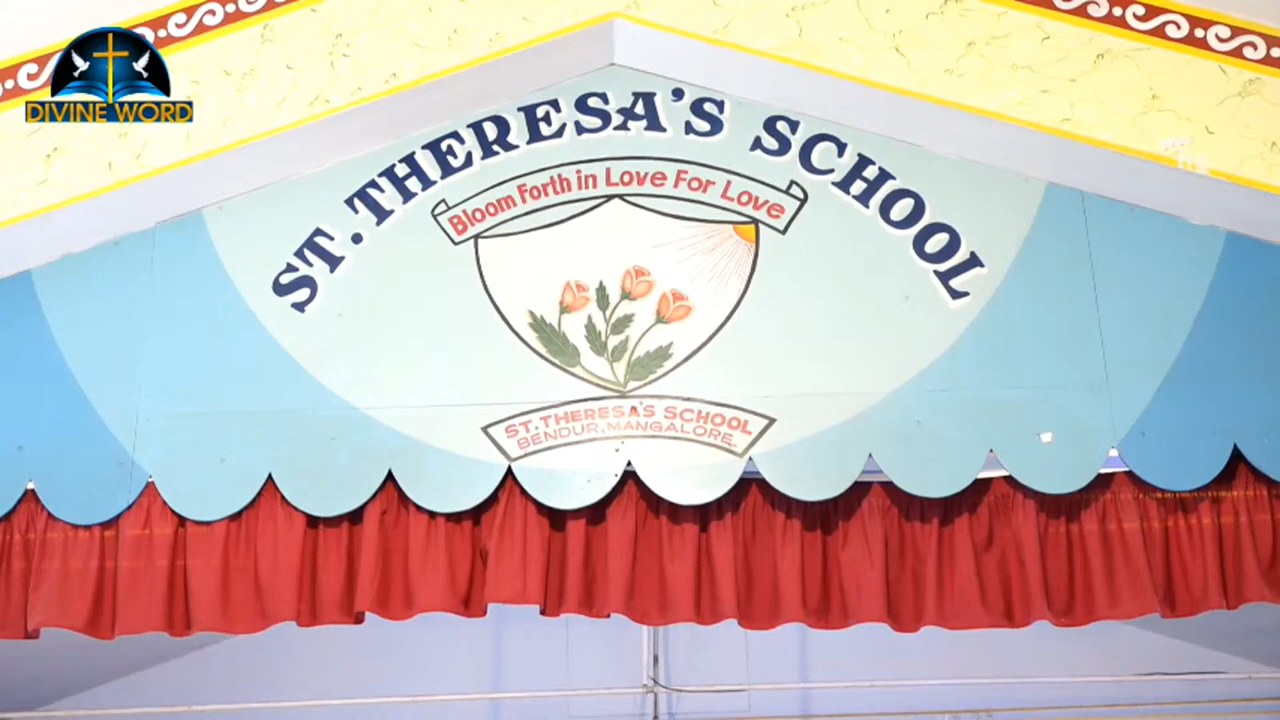 DIVINE WORD
ST. THERESA'S SCHOOL
Bloom Forth in Love For Love
ST. THERESA'S SCHOOL
BENDUR, MANGALORE.